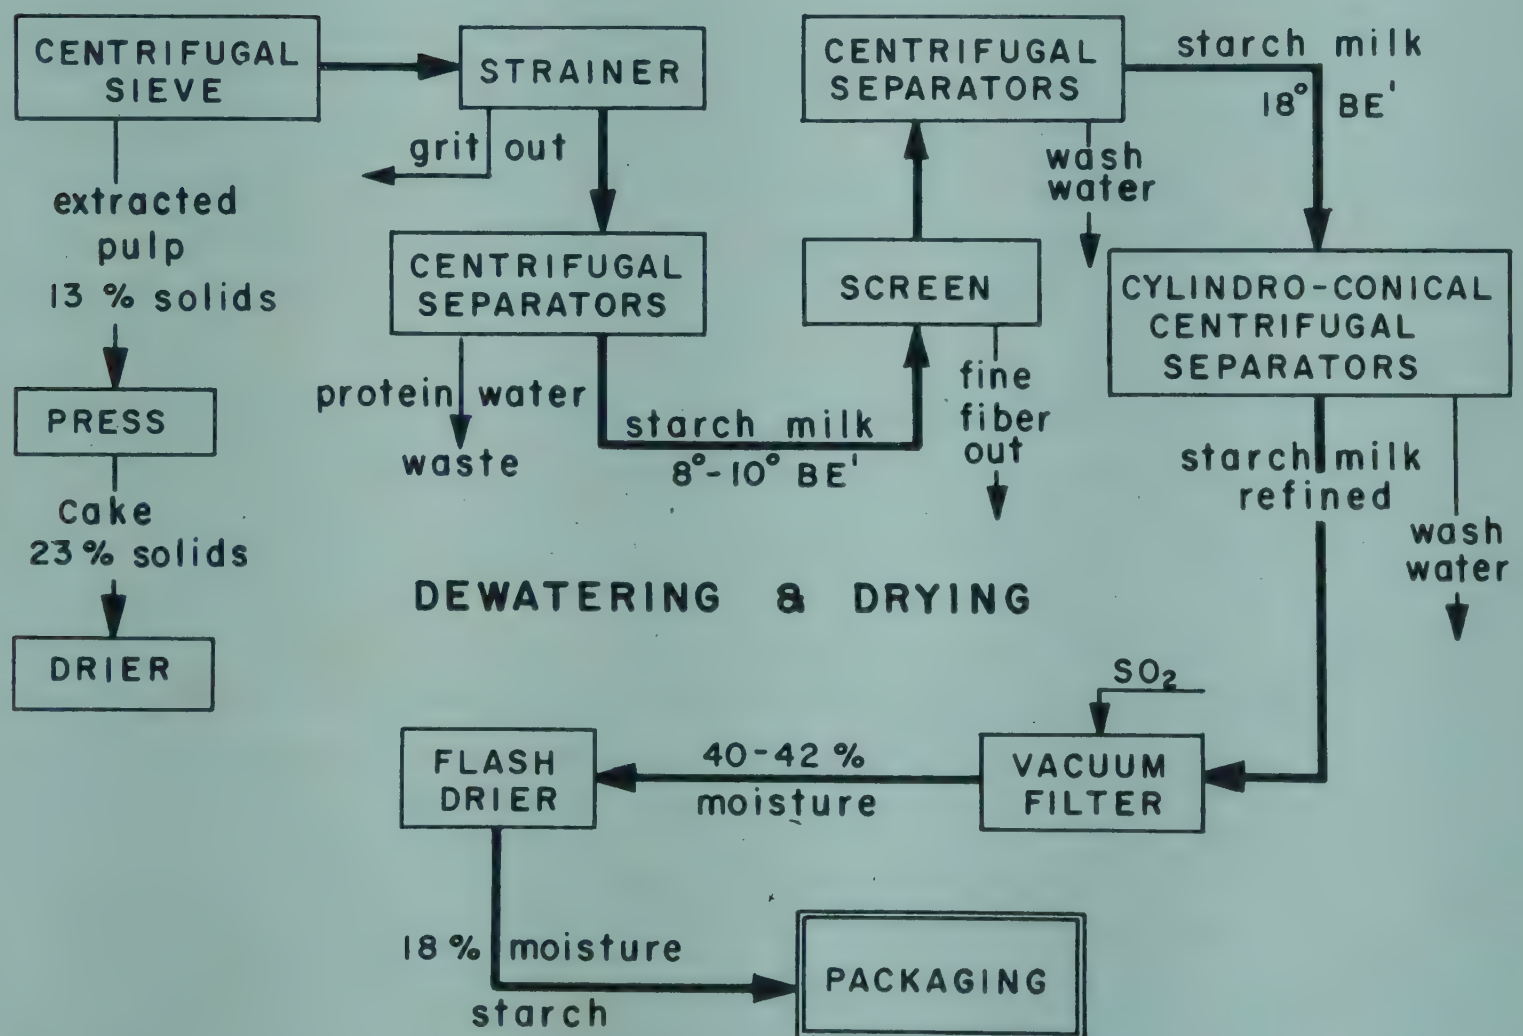 CENTRIFUGAL
SIEVE
STRAINER
grit out
extracted
pulp
13 % solids
PRESS
Cake
23 % solids
DRIER
CENTRIFUGAL
SEPARATORS
protein water
waste
starch milk
8°-10° BE'
SCREEN
fine
fiber
out
CENTRIFUGAL
SEPARATORS
wash
water
starch milk
18° BE'
CYLINDRO-CONICAL
CENTRIFUGAL
SEPARATORS
starch milk
refined
wash
water
DEWATERING & DRYING
SO₂
VACUUM
FILTER
40-42 %
moisture
FLASH
DRIER
18 % moisture
starch
PACKAGING